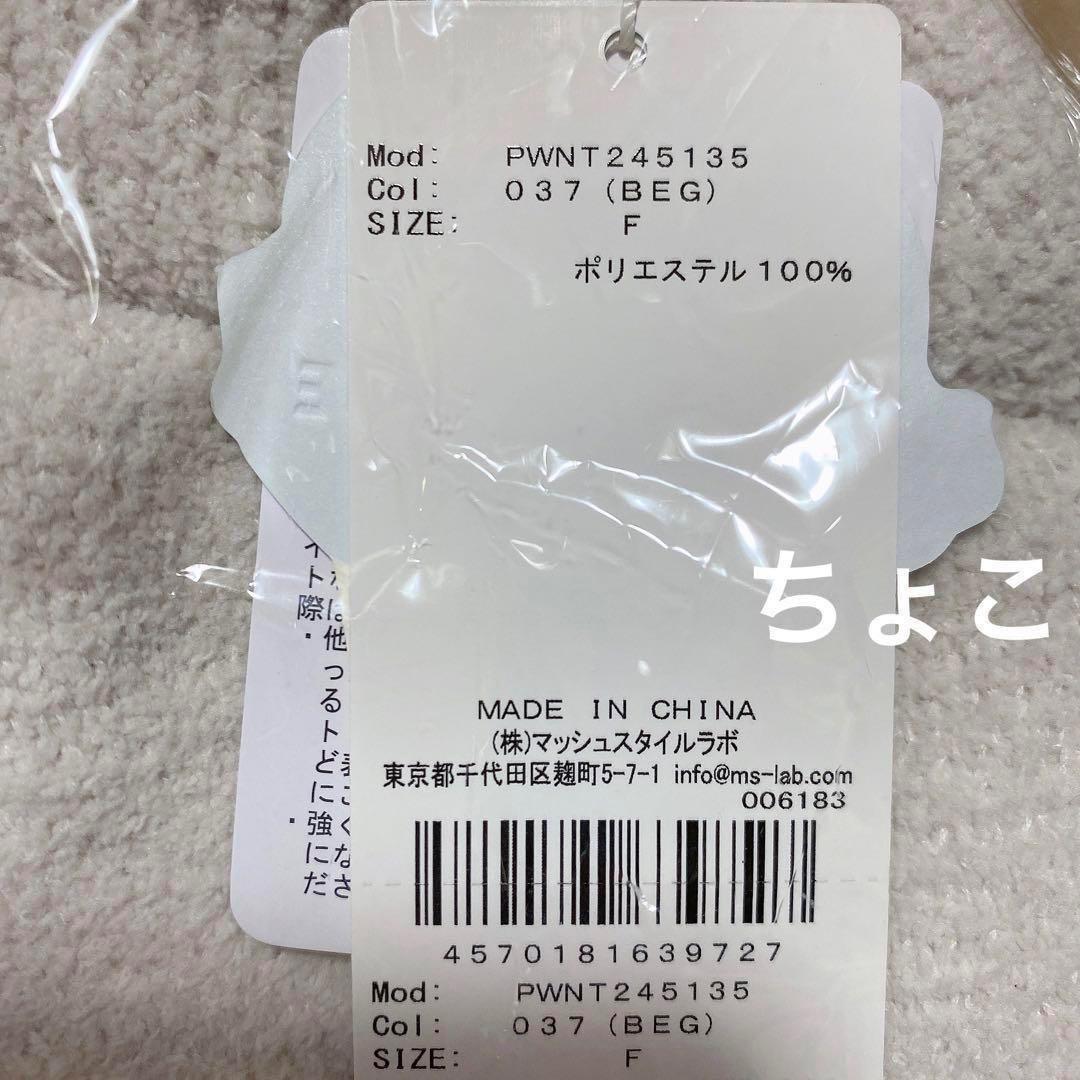 Mod: PWNT245135
Col: 037(BEG)
SIZE: F
ポリエステル100%
ちょこ
MADE IN CHINA
(株)マッシュスタイルラボ
東京都千代田区麹町5-7-1 info@ms-lab.com
006183
4570181639727
Mod: PWNT245135
Col: 037(BEG)
SIZE: F